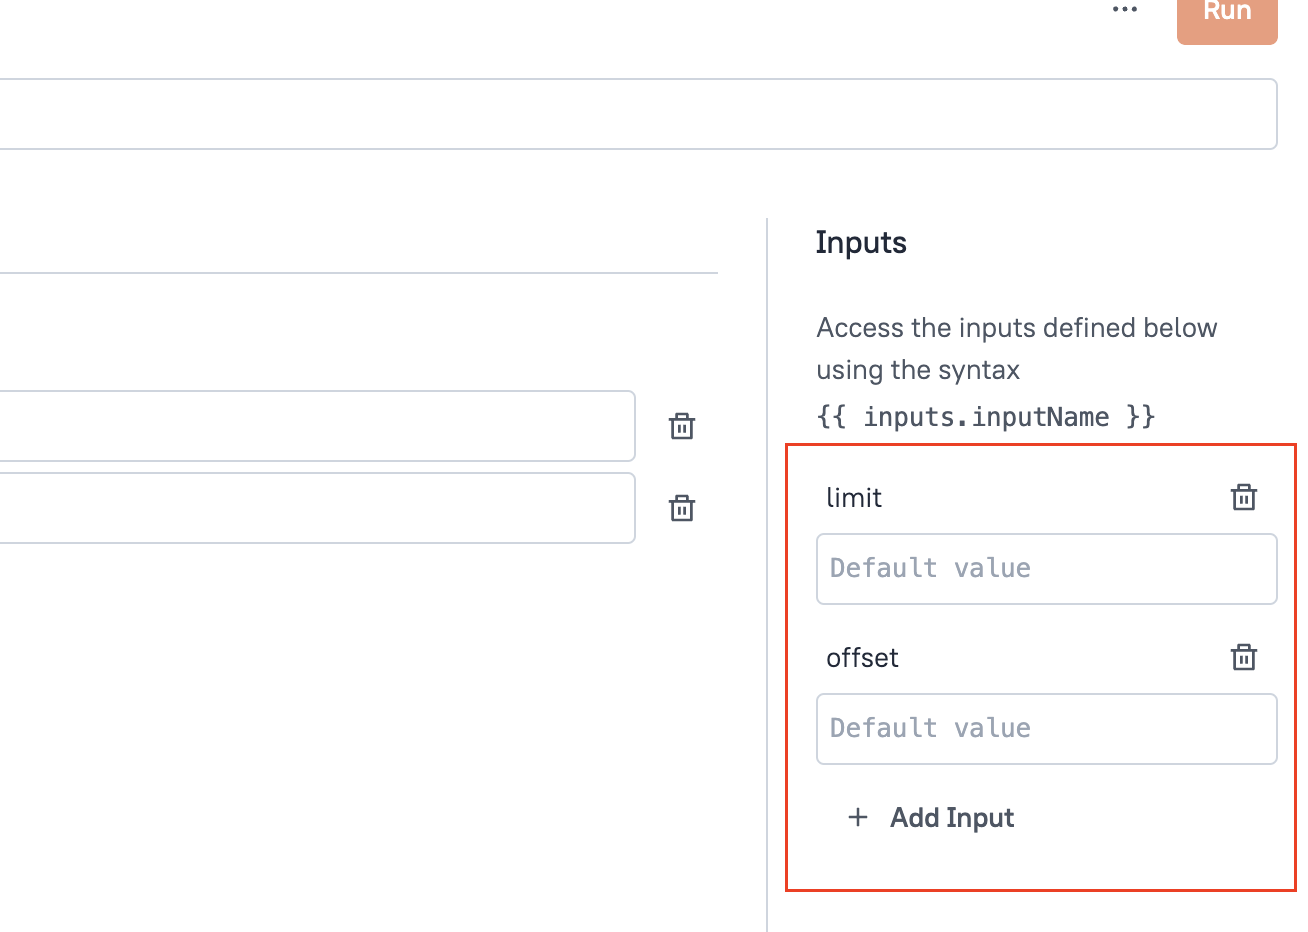 Run
Inputs
Access the inputs defined below
using the syntax
{{ inputs.inputName }}
limit
Default value
offset
Default value
+ Add Input